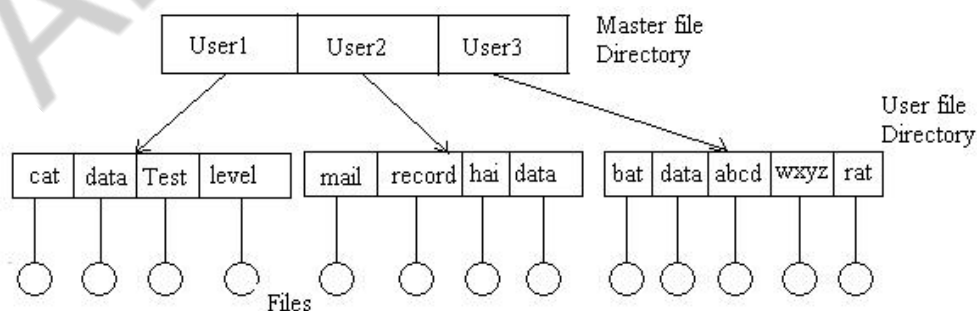 User1 User2 User3
Master file
Directory
User file
Directory
cat data Test level
mail record hai data
bat data abcd wxyz rat
Files